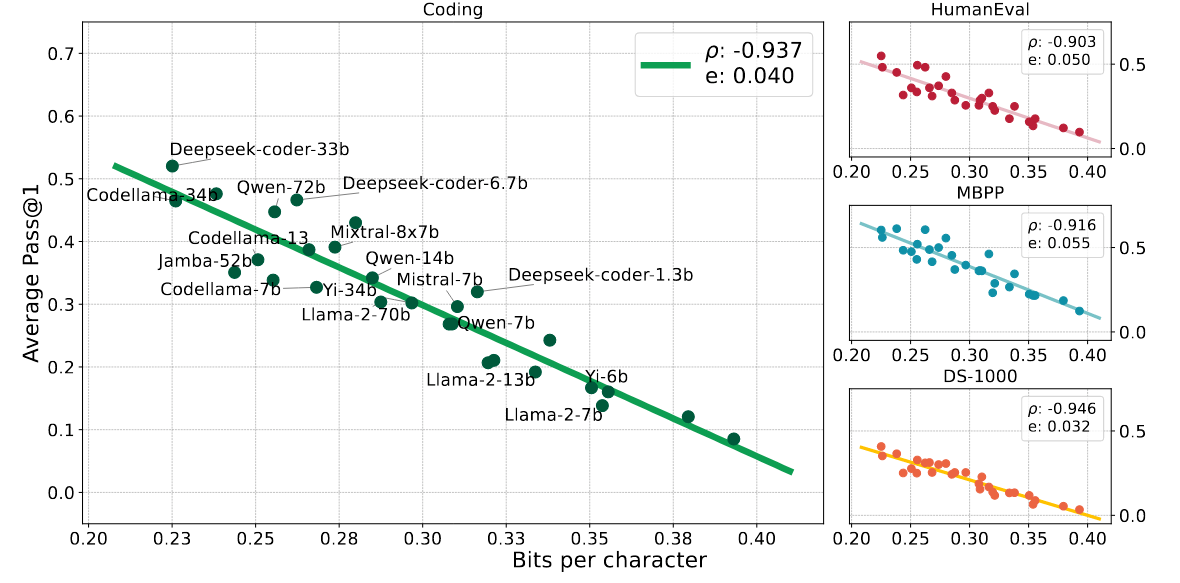 Coding
ρ: -0.937
e: 0.040
0.7
0.6
0.5
0.4
0.3
0.2
0.1
0.0
Average Pass@1
Deepseek-coder-33b
Codellama-34b
Qwen-72b
Deepseek-coder-6.7b
Mixtral-8x7b
Codellama-13
Jamba-52b
Qwen-14b
Codellama-7b
Yi-34b
Mistral-7b
Deepseek-coder-1.3b
Llama-2-70b
Qwen-7b
Llama-2-13b
Yi-6b
Llama-2-7b
0.20 0.23 0.25 0.28 0.30 0.33 0.35 0.38 0.40
Bits per character
HumanEval
ρ: -0.903
e: 0.050
0.5
0.0
0.20 0.25 0.30 0.35 0.40
MBPP
ρ: -0.916
e: 0.055
0.5
0.0
0.20 0.25 0.30 0.35 0.40
DS-1000
ρ: -0.946
e: 0.032
0.5
0.0
0.20 0.25 0.30 0.35 0.40